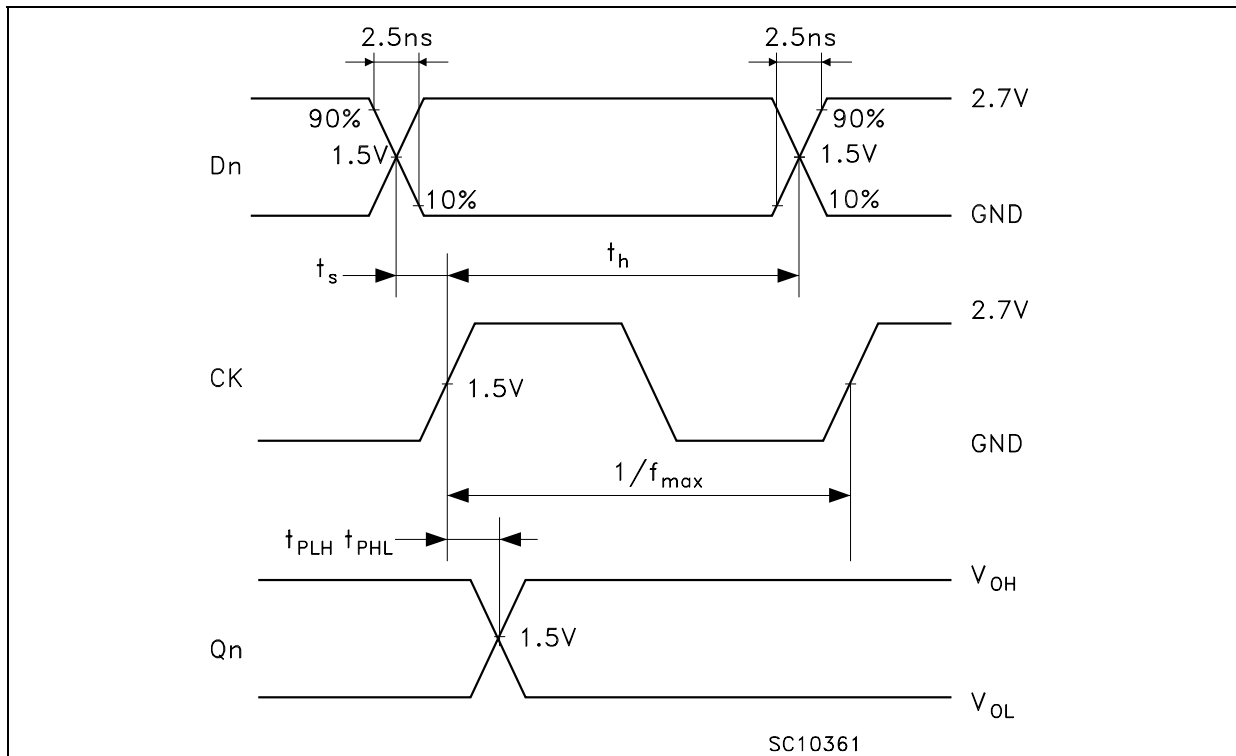 2.5ns 2.5ns
2.7V
90% 90%
Dn 1.5V 1.5V
10% 10%
GND
ts th
2.7V
CK 1.5V
GND
1/fmax
tPLH tPHL
VOH
Qn 1.5V
VOL
SC10361